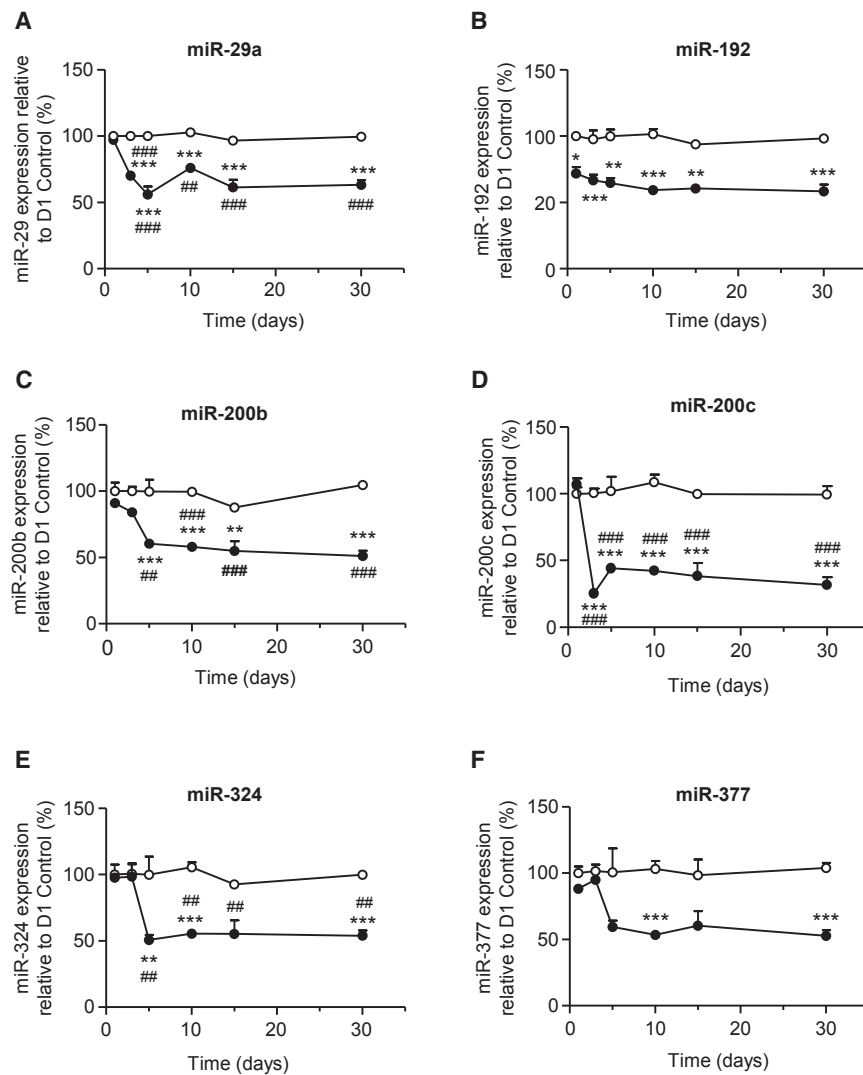 A
miR-29a
miR-29 expression relative
to D1 Control (%)
150
100
50
0
###
***
***
###
***
##
***
###
***
###
0 10 20 30
Time (days)
B
miR-192
miR-192 expression
relative to D1 Control (%)
150
100
20
0
*
***
**
***
**
***
0 10 20 30
Time (days)
C
miR-200b
miR-200b expression
relative to D1 Control (%)
150
100
50
0
***
##
###
***
**
###
***
###
0 10 20 30
Time (days)
D
miR-200c
miR-200c expression
relative to D1 Control (%)
150
100
50
0
***
###
###
***
###
***
###
***
###
***
0 10 20 30
Time (days)
E
miR-324
miR-324 expression
relative to D1 Control (%)
150
100
50
0
**
##
##
***
##
##
***
0 10 20 30
Time (days)
F
miR-377
miR-377 expression
relative to D1 Control (%)
150
100
50
0
***
***
0 10 20 30
Time (days)